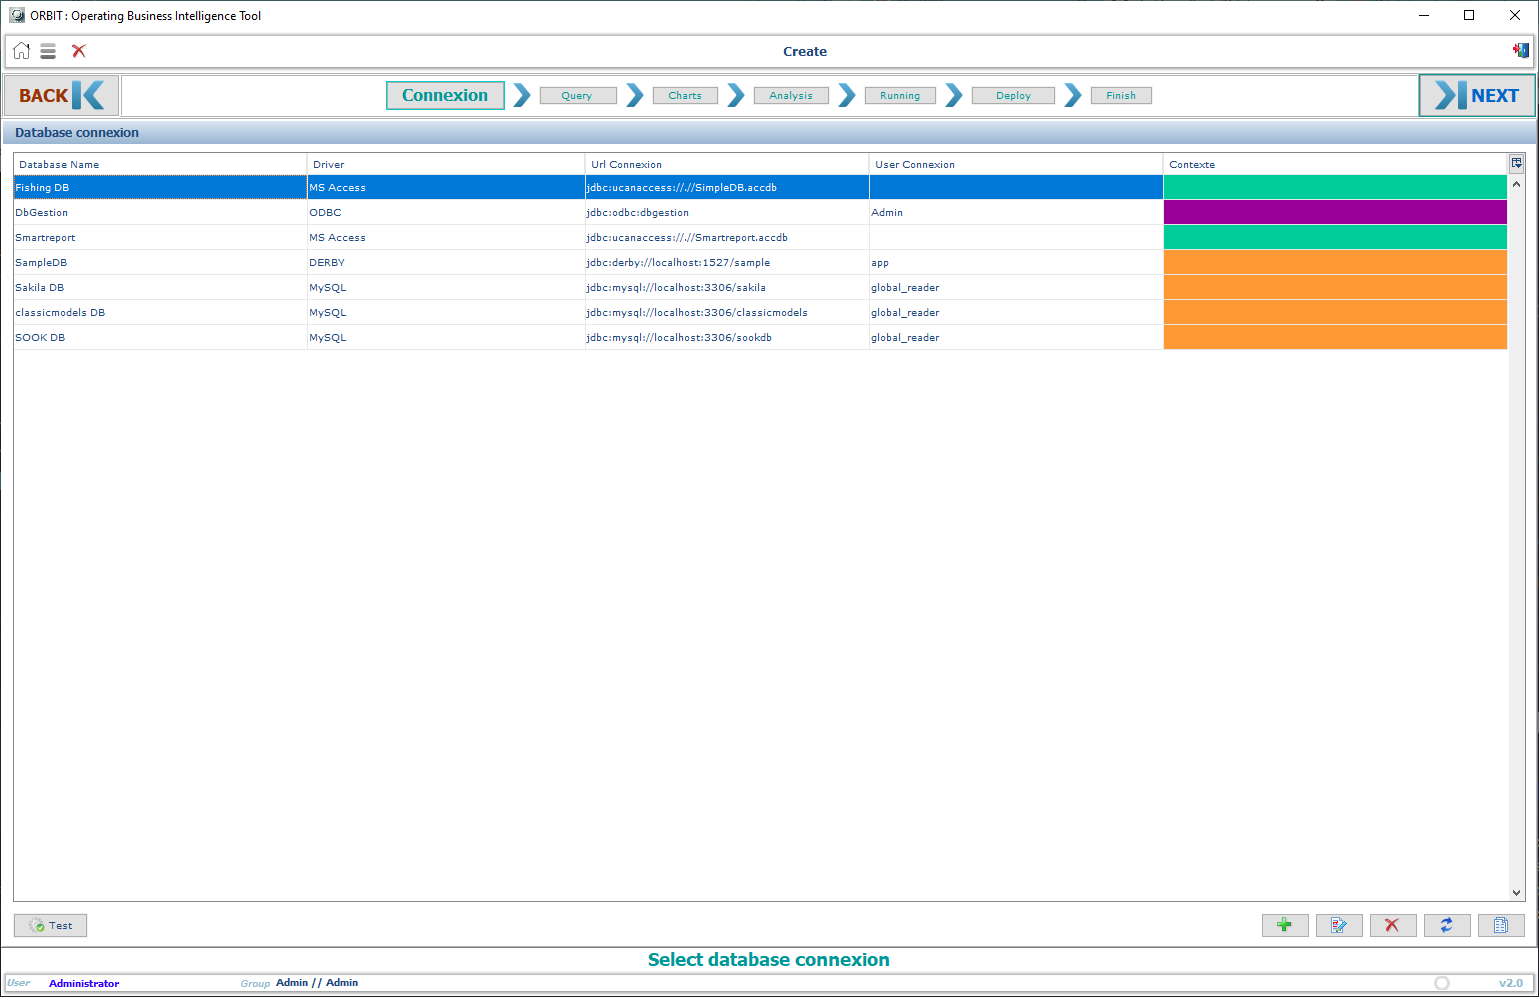 ORBIT : Operating Business Intelligence Tool
Create
BACK
Connexion Query Charts Analysis Running Deploy Finish
NEXT
Database connexion
Database Name Driver Url Connexion User Connexion Contexte
Fishing DB MS Access jdbc:ucanaccess://.//SimpleDB.accdb
DbGestion ODBC jdbc:odbc:dbgestion Admin
Smartreport MS Access jdbc:ucanaccess://.//Smartreport.accdb
SampleDB DERBY jdbc:derby://localhost:1527/sample app
Sakila DB MySQL jdbc:mysql://localhost:3306/sakila global_reader
classicmodels DB MySQL jdbc:mysql://localhost:3306/classicmodels global_reader
SOOK DB MySQL jdbc:mysql://localhost:3306/sookdb global_reader
Test
Select database connexion
User Administrator Group Admin // Admin v2.0